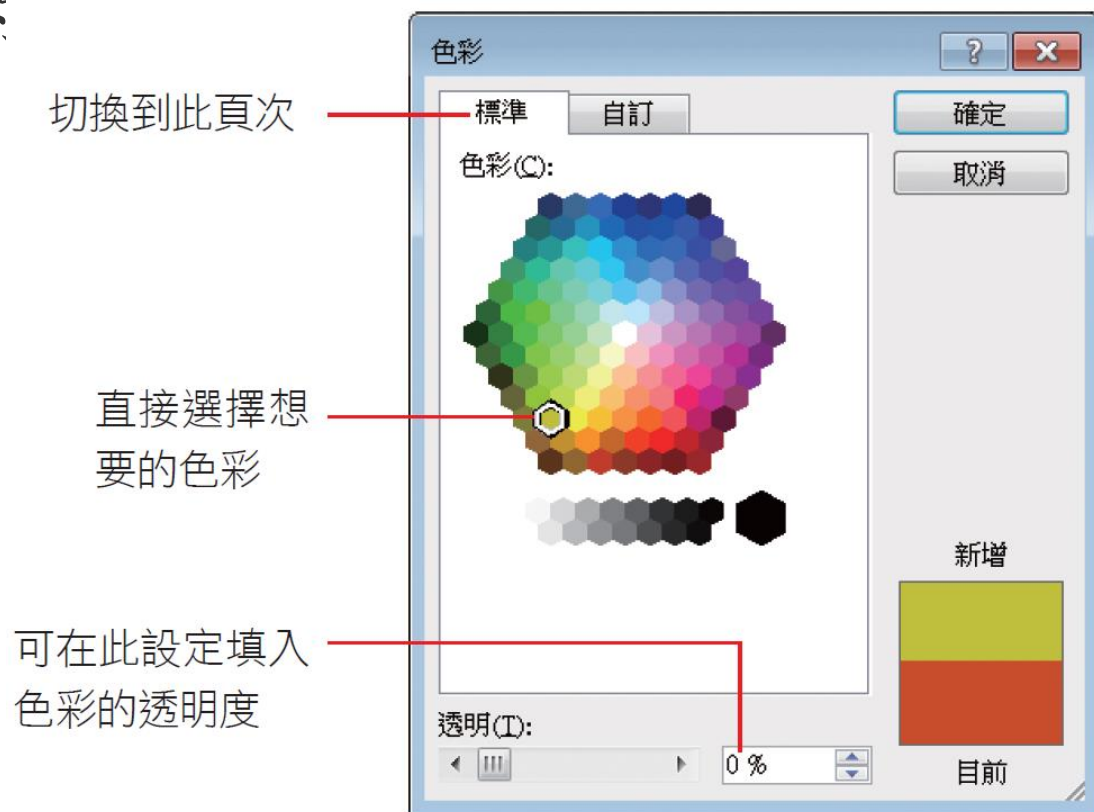 色彩
切換到此頁次
標準
自訂
確定
色彩(C):
取消
直接選擇想
要的色彩
新增
可在此設定填入
色彩的透明度
透明(T):
0 %
目前